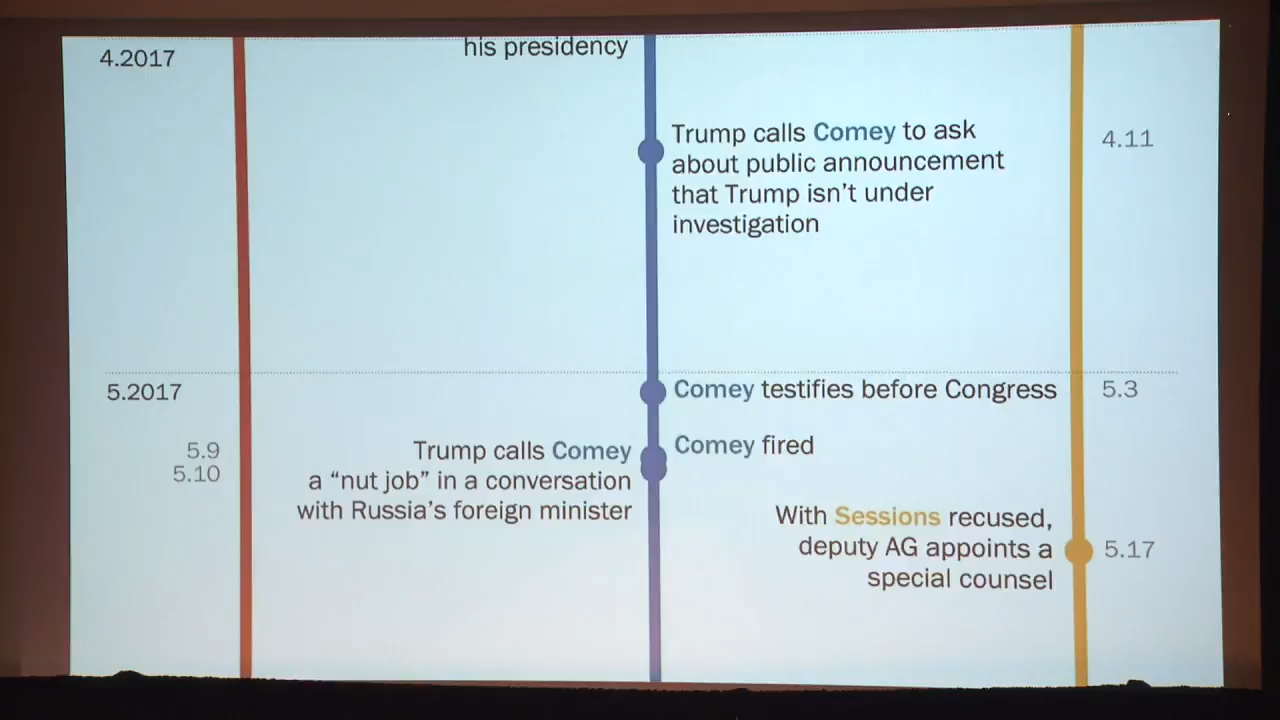 4.2017
his presidency
Trump calls Comey to ask
about public announcement
that Trump isn’t under
investigation
4.11
5.2017
Comey testifies before Congress
5.3
5.9
5.10
Trump calls Comey
a “nut job” in a conversation
with Russia’s foreign minister
Comey fired
With Sessions recused,
deputy AG appoints a
special counsel
5.17